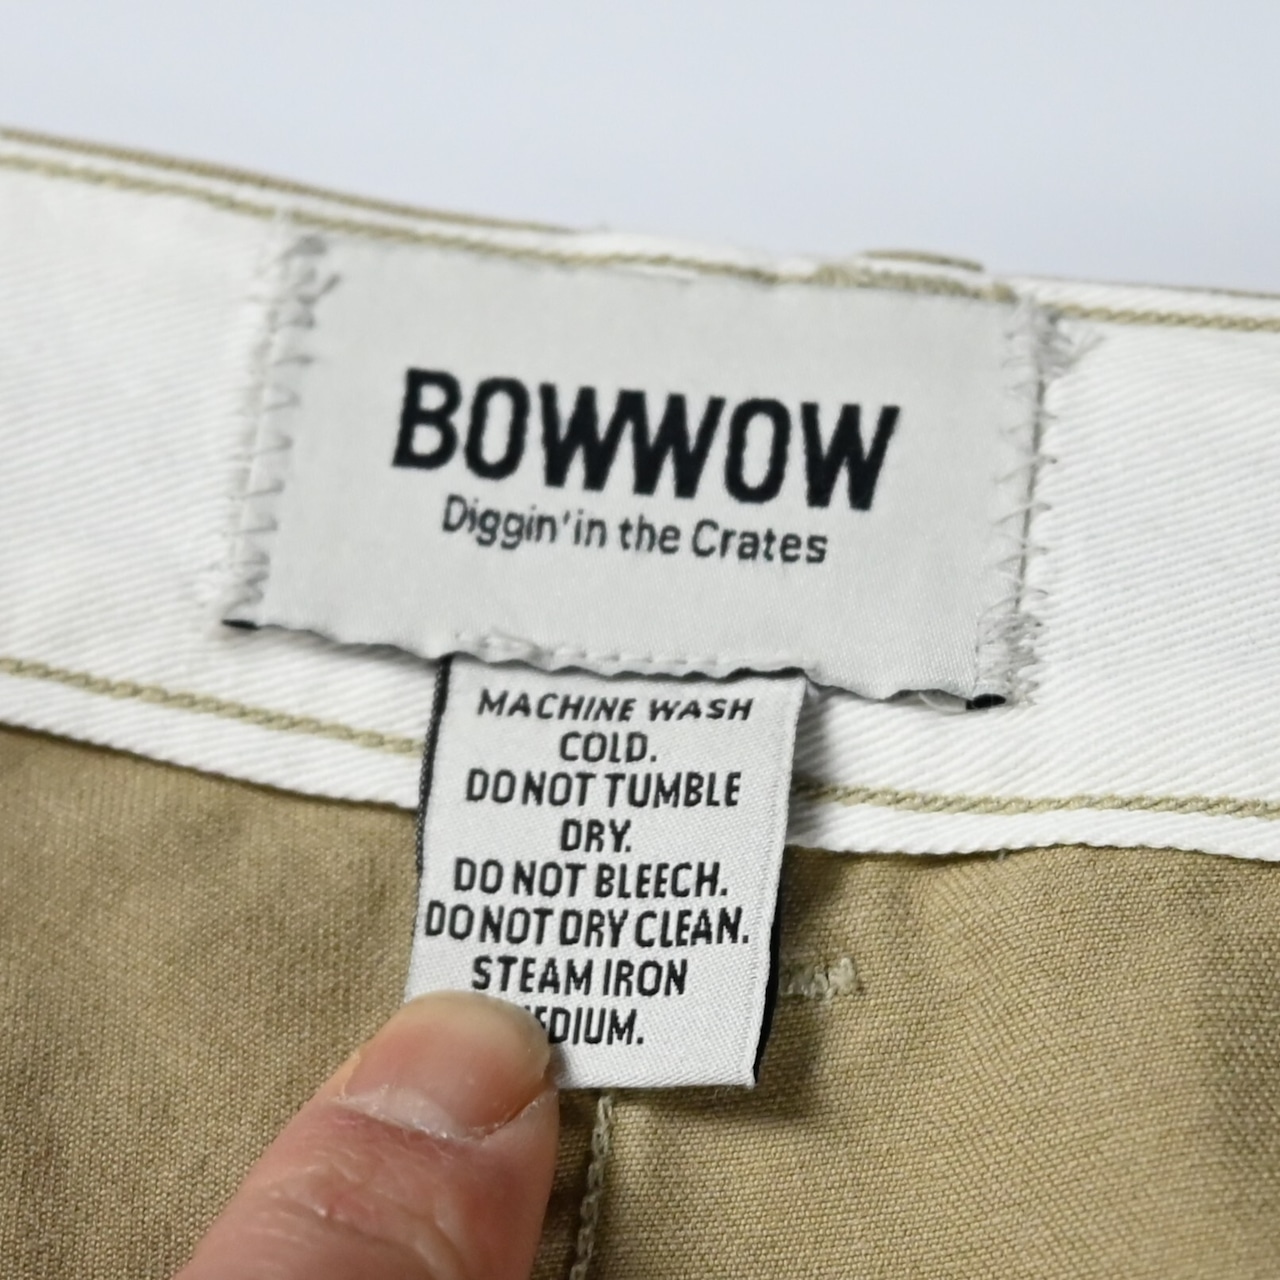 BOWWOW
Diggin' in the Crates
MACHINE WASH
COLD.
DO NOT TUMBLE
DRY.
DO NOT BLEECH.
DO NOT DRY CLEAN.
STEAM IRON
MEDIUM.